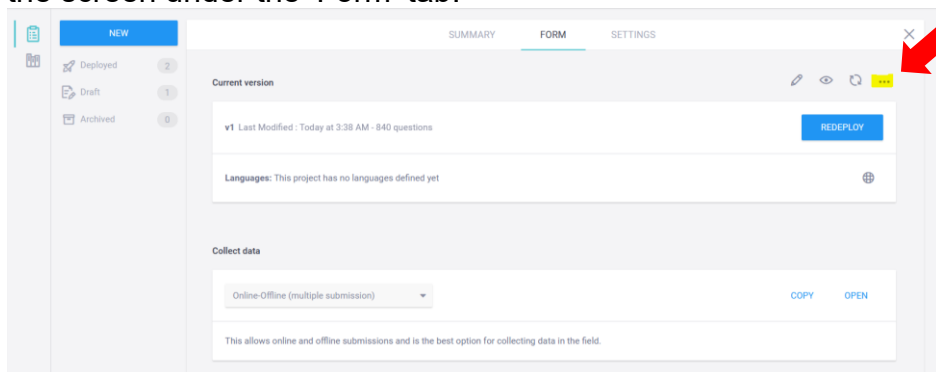 the screen under the 'Form' tab.
NEW
SUMMARY FORM SETTINGS
Deployed 2
Draft 1
Archived 0
Current version
v1 Last Modified : Today at 3:38 AM - 840 questions
REDEPLOY
Languages: This project has no languages defined yet
Collect data
Online-Offline (multiple submission)
COPY OPEN
This allows online and offline submissions and is the best option for collecting data in the field.